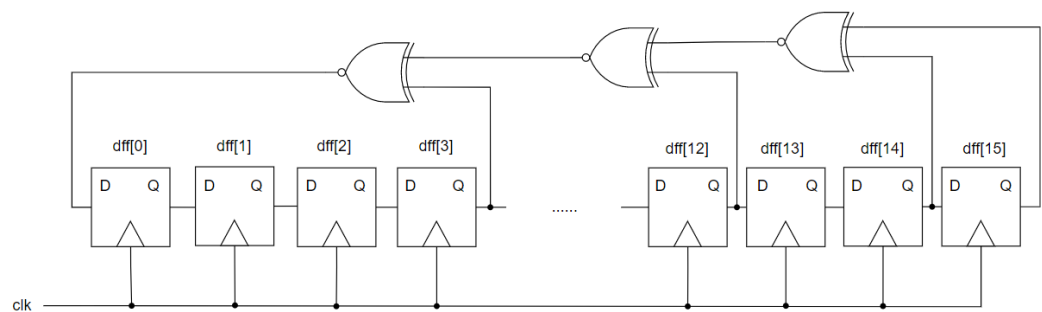 dff[0] dff[1] dff[2] dff[3] dff[12] dff[13] dff[14] dff[15]
D Q D Q D Q D Q D Q D Q D Q D Q
......
clk